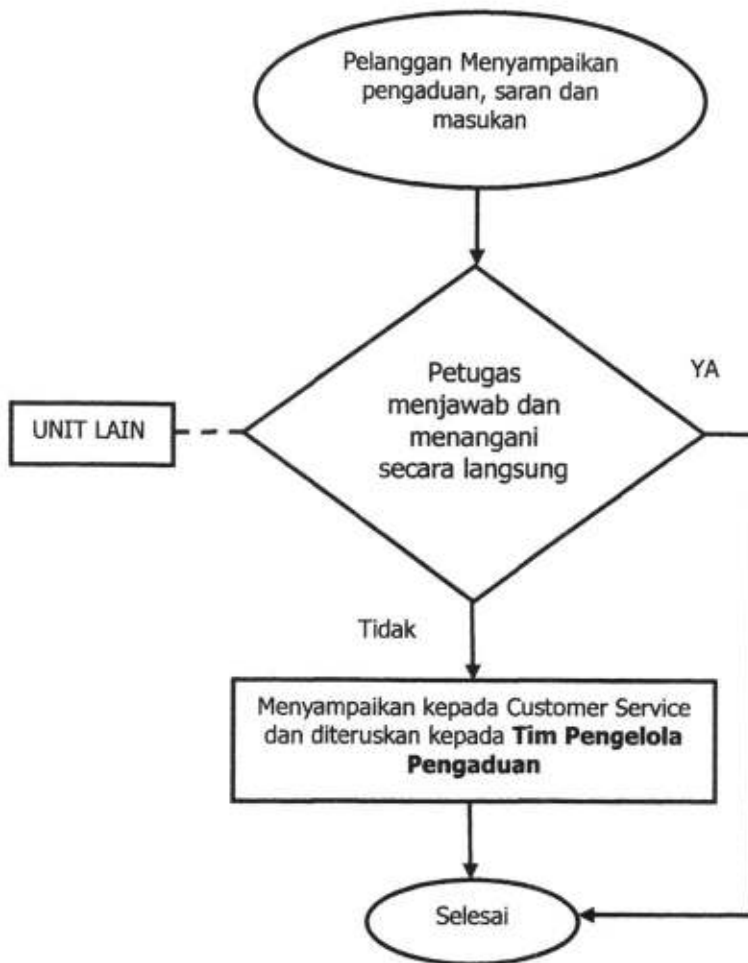 Pelanggan Menyampaikan
pengaduan, saran dan
masukan
Petugas
menjawab dan
menangani
secara langsung
YA
UNIT LAIN
Tidak
Menyampaikan kepada Customer Service
dan diteruskan kepada Tim Pengelola
Pengaduan
Selesai